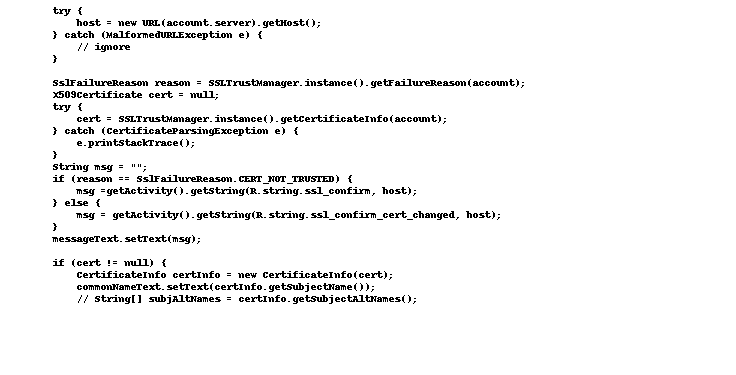 try {
host = new URL(account.server).getHost();
} catch (MalformedURLException e) {
// ignore
}
SslFailureReason reason = SSLTrustManager.instance().getFailureReason(account);
X509Certificate cert = null;
try {
cert = SSLTrustManager.instance().getCertificateInfo(account);
} catch (CertificateParsingException e) {
e.printStackTrace();
}
String msg = "";
if (reason == SslFailureReason.CERT_NOT_TRUSTED) {
msg =getActivity().getString(R.string.ssl_confirm, host);
} else {
msg = getActivity().getString(R.string.ssl_confirm_cert_changed, host);
}
messageText.setText(msg);
if (cert != null) {
CertificateInfo certInfo = new CertificateInfo(cert);
commonNameText.setText(certInfo.getSubjectName());
// String[] subjAltNames = certInfo.getSubjectAltNames();